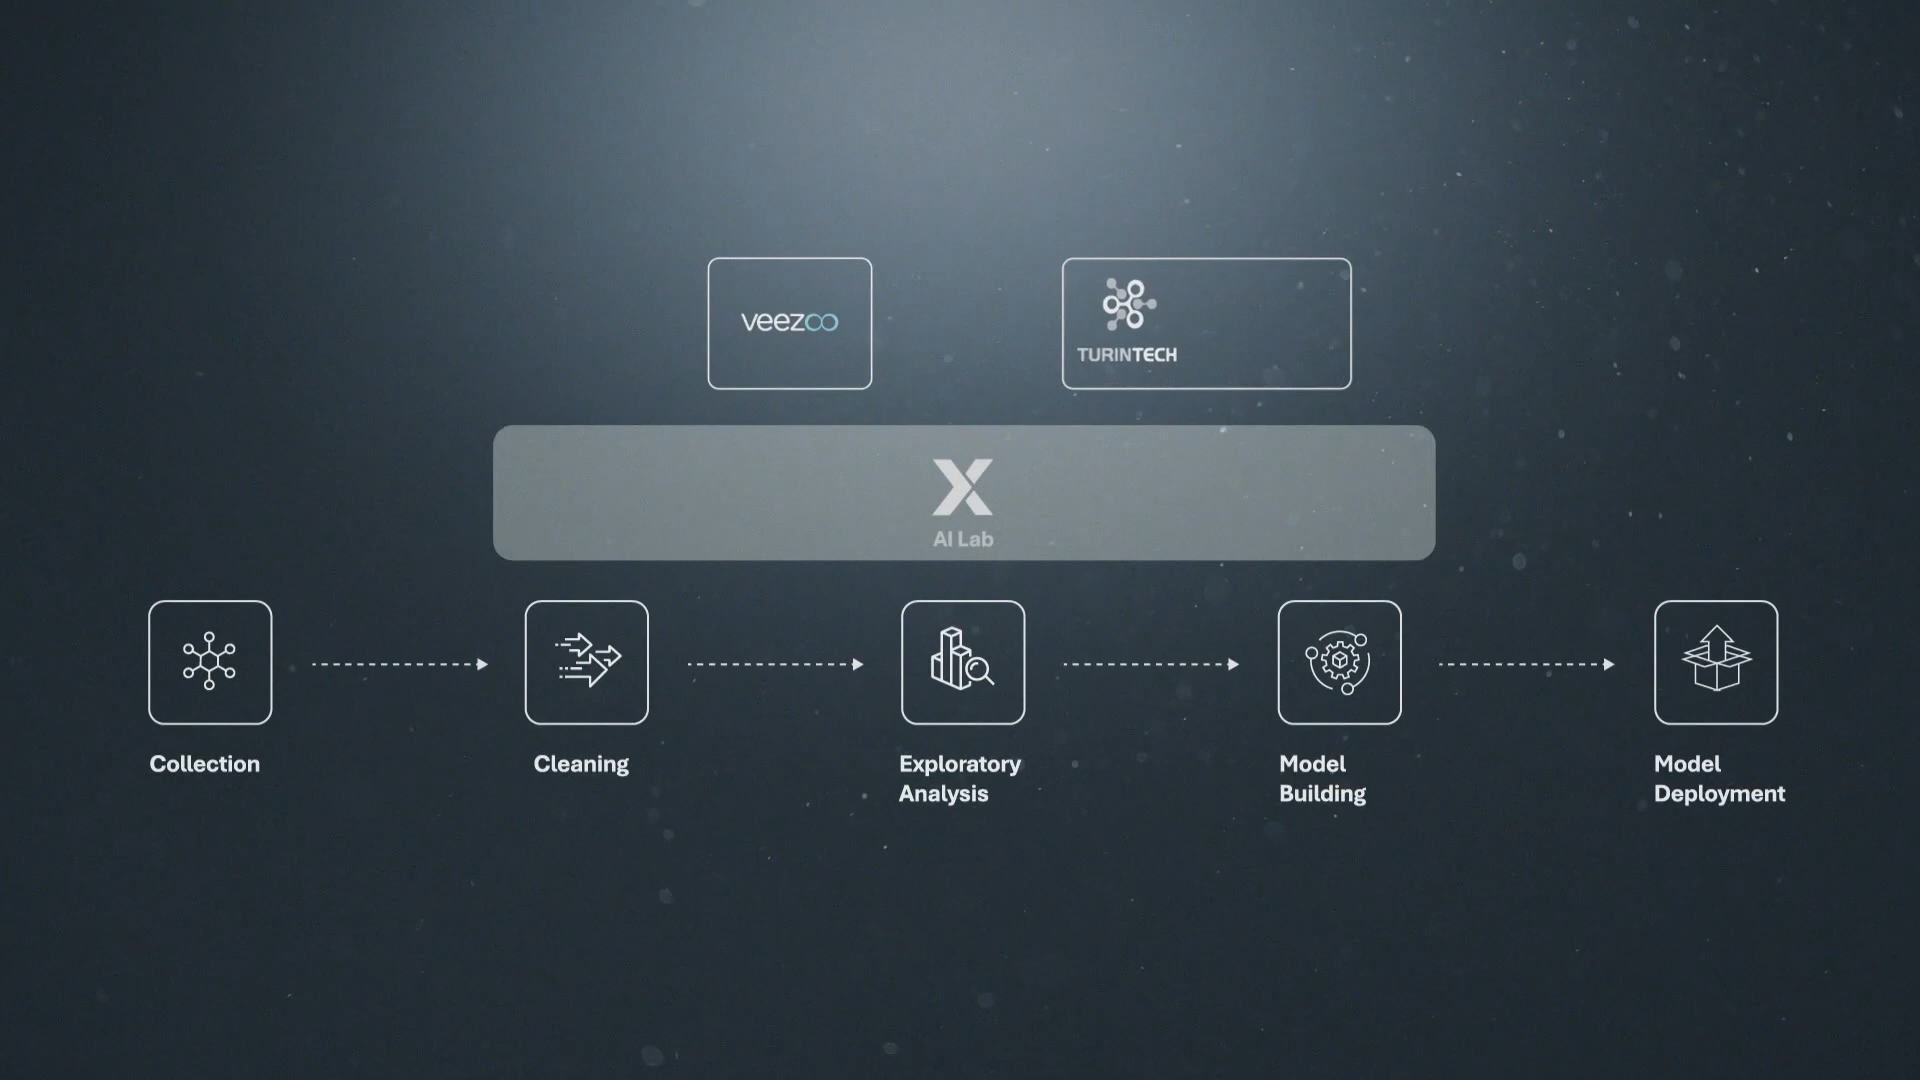 veezoo
TURINTECH
X
AI Lab
Collection
Cleaning
Exploratory
Analysis
Model
Building
Model
Deployment